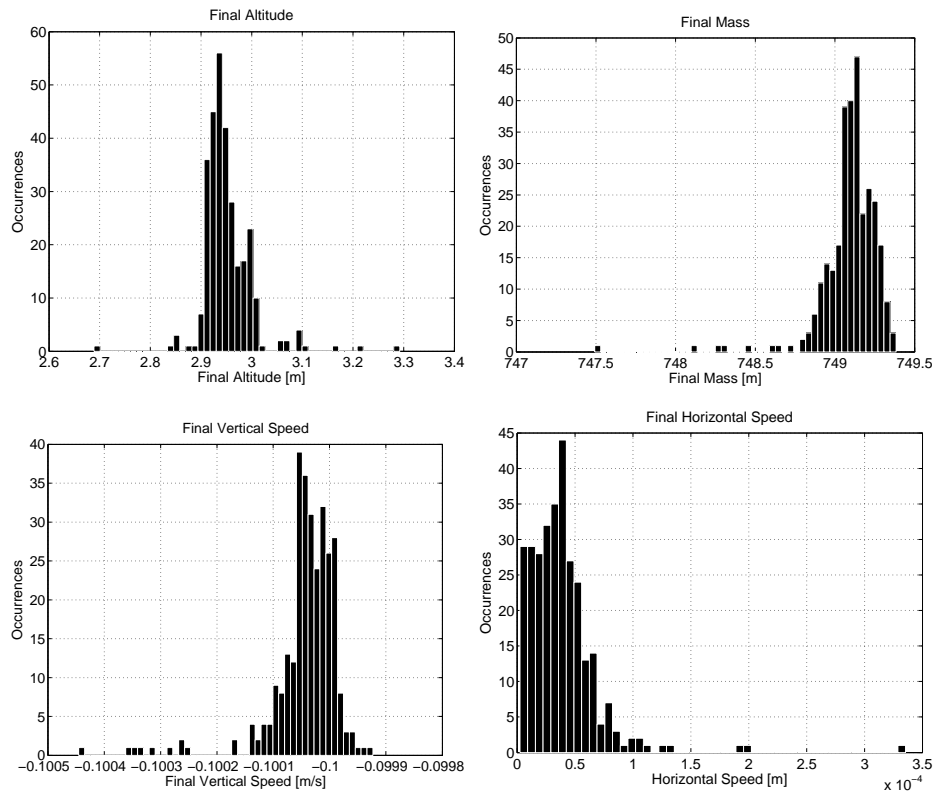 Final Altitude
60
50
40
30
20
10
0
Occurrences
2.6 2.7 2.8 2.9 3 3.1 3.2 3.3 3.4
Final Altitude [m]
Final Mass
50
45
40
35
30
25
20
15
10
5
0
Occurrences
747 747.5 748 748.5 749 749.5
Final Mass [m]
Final Vertical Speed
40
35
30
25
20
15
10
5
0
Occurrences
−0.1005 −0.1004 −0.1003 −0.1002 −0.1001 −0.1 −0.0999 −0.0998
Final Vertical Speed [m/s]
Final Horizontal Speed
45
40
35
30
25
20
15
10
5
0
Occurrences
0 0.5 1 1.5 2 2.5 3 3.5
Horizontal Speed [m]
x 10⁻⁴